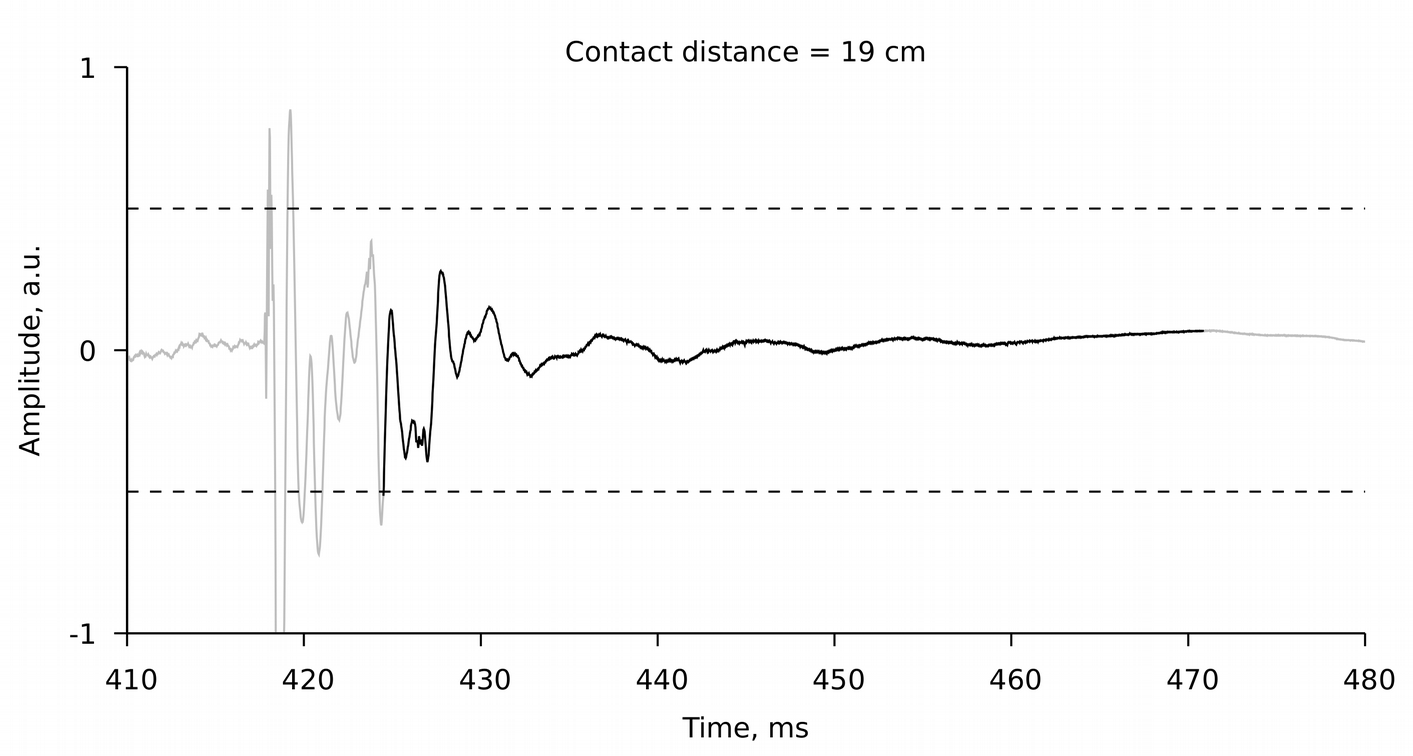 Contact distance = 19 cm
1
0
-1
Amplitude, a.u.
410 420 430 440 450 460 470 480
Time, ms